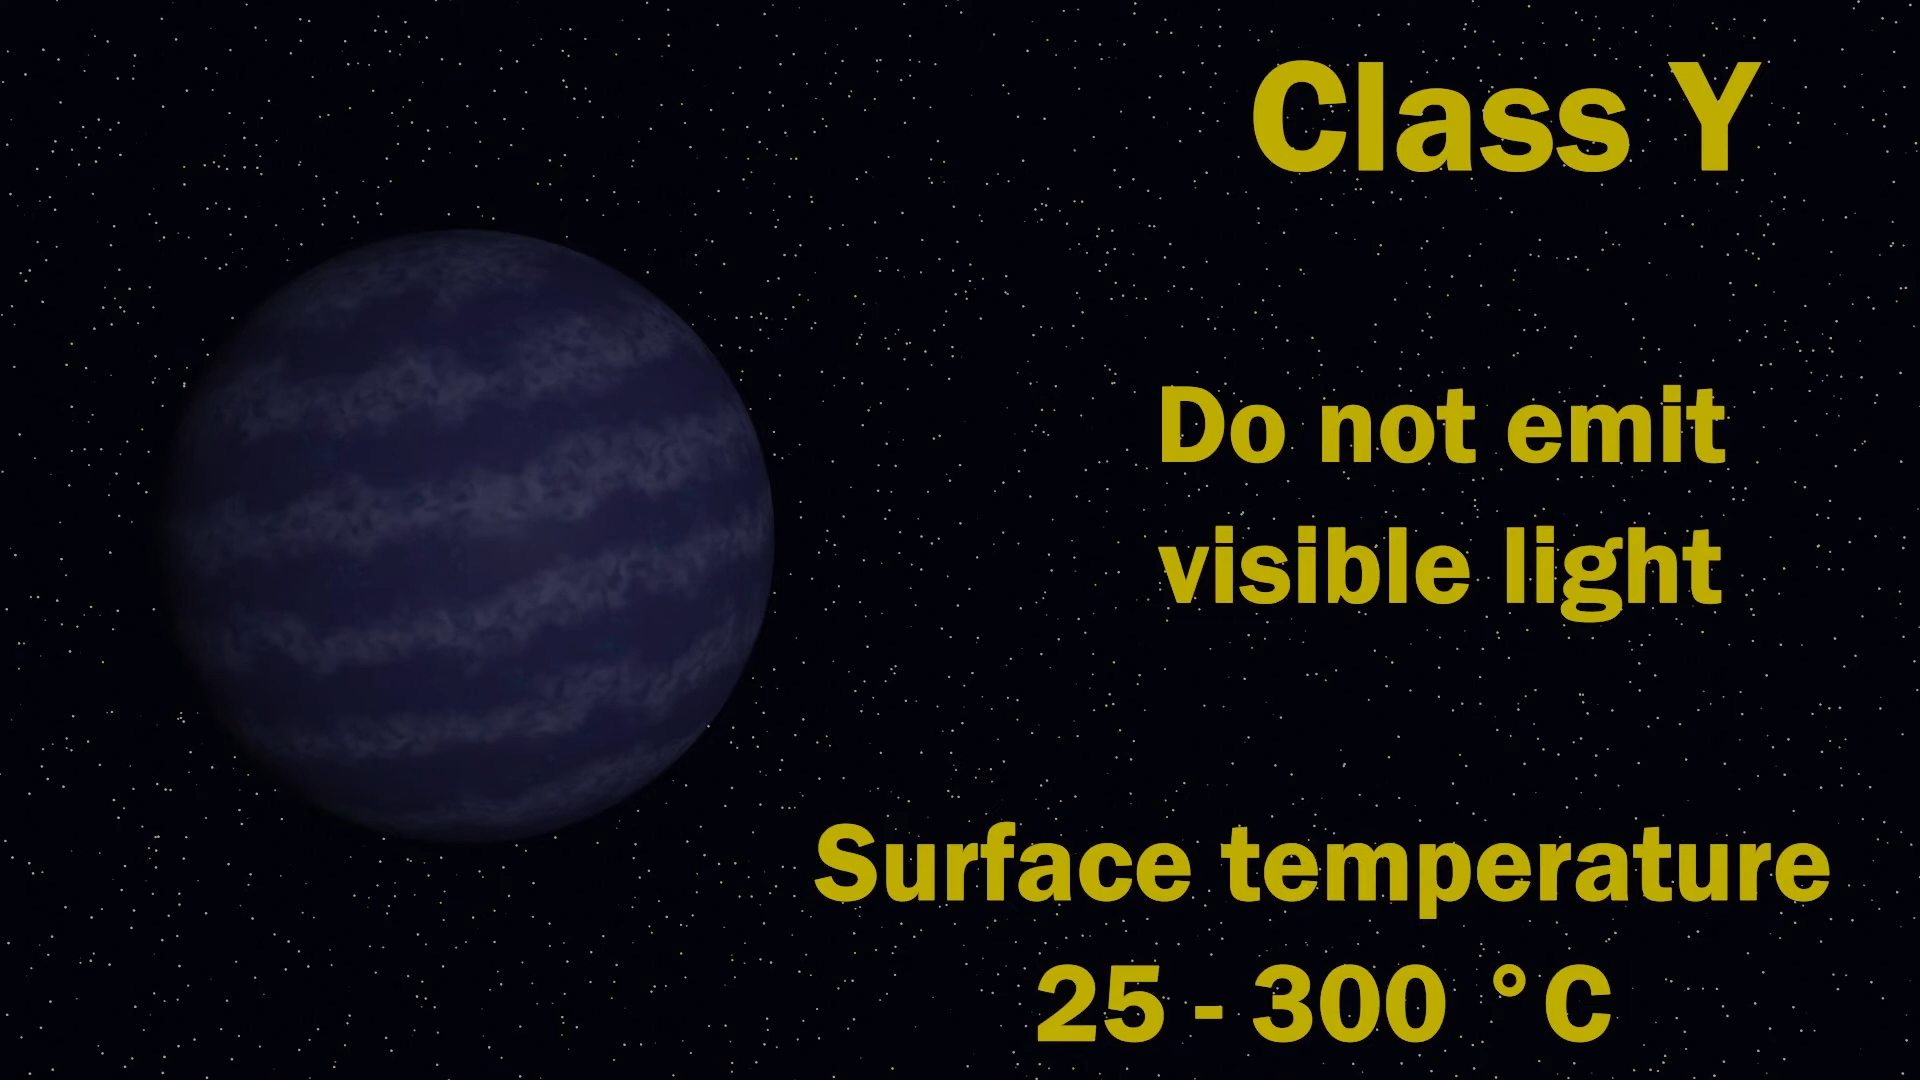 Class Y
Do not emit
visible light
Surface temperature
25 - 300 °C